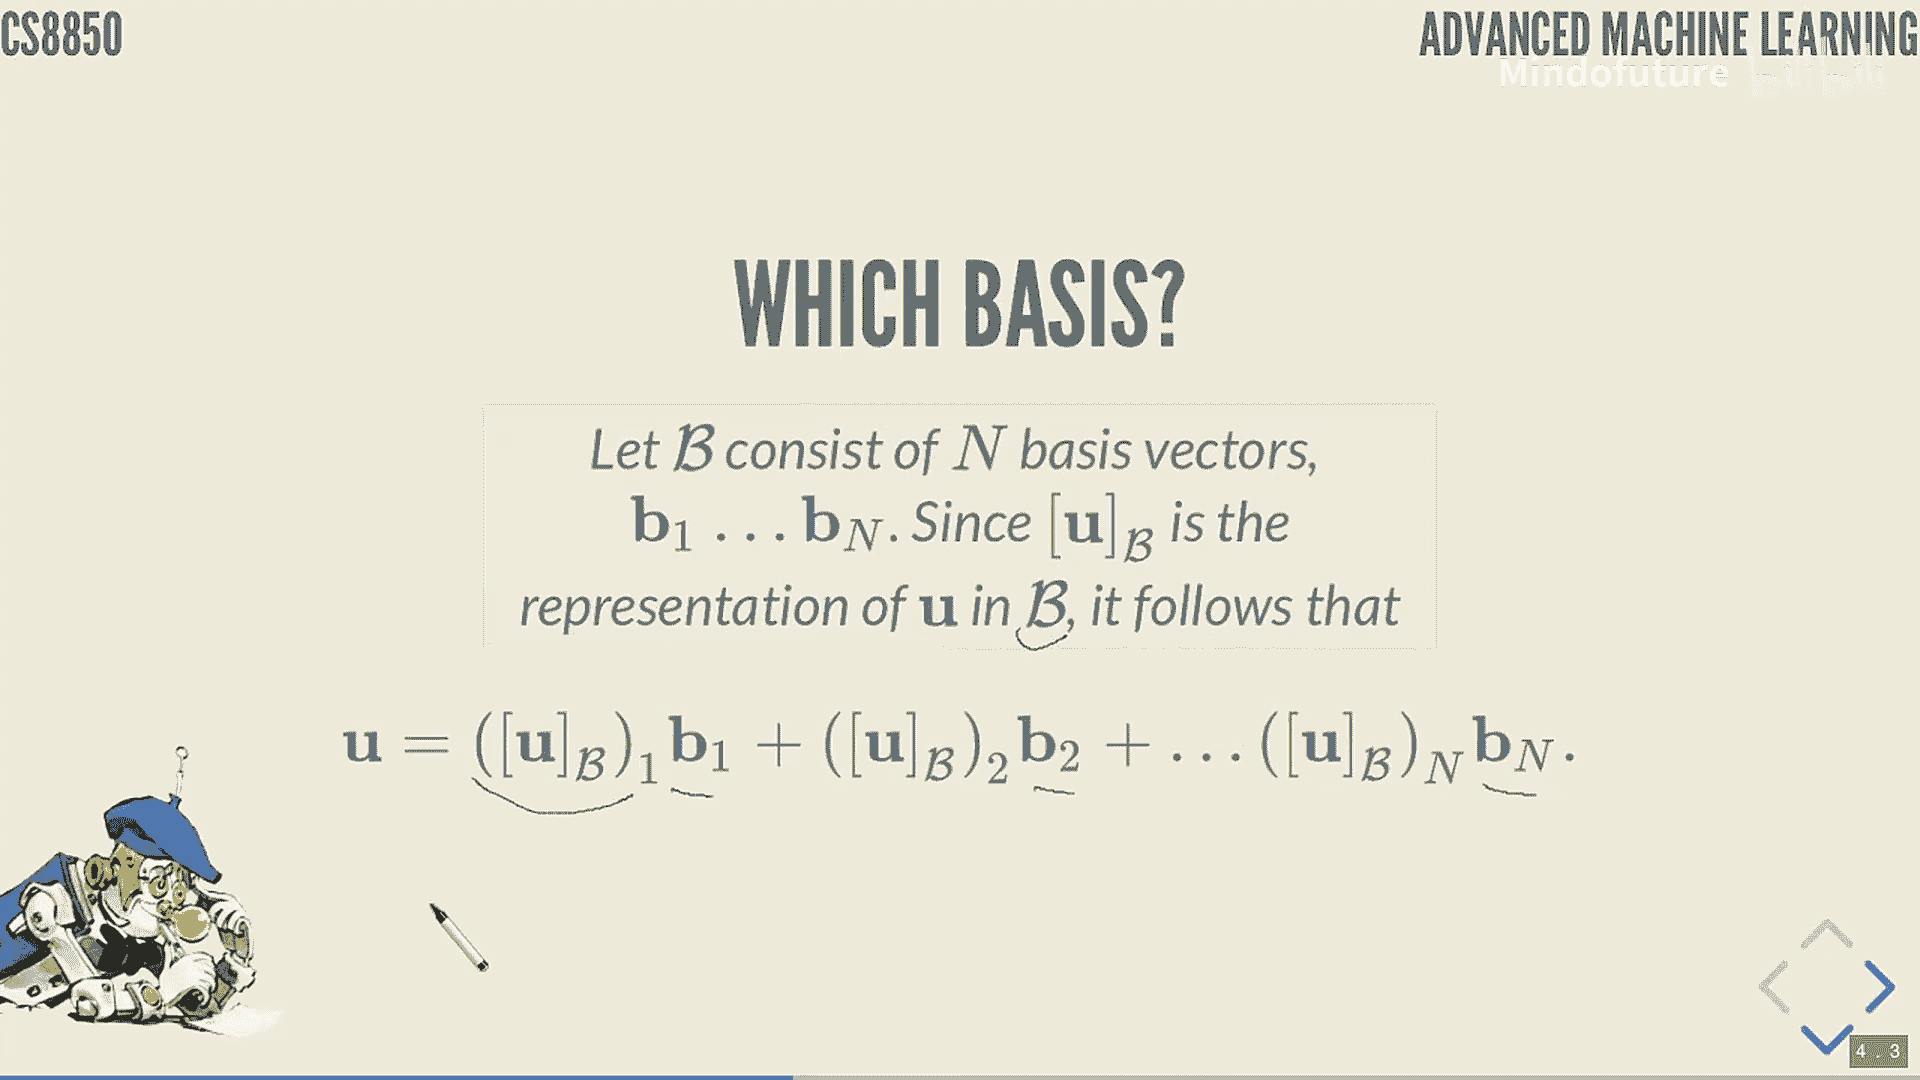 CS8850
ADVANCED MACHINE LEARNING
Mindofuture
WHICH BASIS?
Let ℬ consist of N basis vectors,
b₁ … b_N. Since [u]_ℬ is the
representation of u in ℬ, it follows that
u = ([u]_ℬ)₁ b₁ + ([u]_ℬ)₂ b₂ + … ([u]_ℬ)_N b_N.
4 . 3